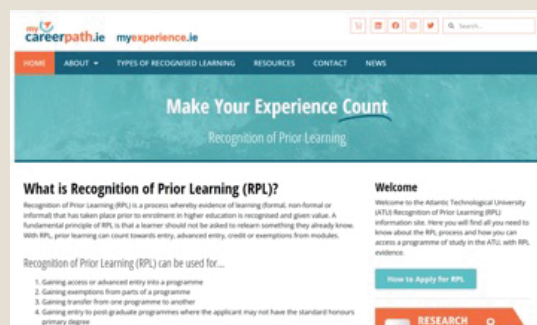 my
careerpath.ie myexperience.ie
Search...
HOME ABOUT TYPES OF RECOGNISED LEARNING RESOURCES CONTACT NEWS
Make Your Experience Count
Recognition of Prior Learning
What is Recognition of Prior Learning (RPL)?
Recognition of Prior Learning (RPL) is a process whereby evidence of learning (formal, non-formal or
informal) that has taken place prior to enrolment in higher education is recognised and given value. A
fundamental principle of RPL is that a learner should not be asked to relearn something they already know.
With RPL, prior learning can count towards entry, advanced entry, credit or exemptions from modules.
Recognition of Prior Learning (RPL) can be used for...
1. Gaining access or advanced entry into a programme
2. Gaining exemptions from parts of a programme
3. Gaining transfer from one programme to another
4. Gaining entry to post-graduate programmes where the applicant may not have the standard honours
primary degree
Welcome
Welcome to the Atlantic Technological University
(ATU) Recognition of Prior Learning (RPL)
information site. Here you will find all you need to
know about the RPL process and how you can
access a programme of study in the ATU, with RPL
evidence.
How to Apply for RPL
RESEARCH